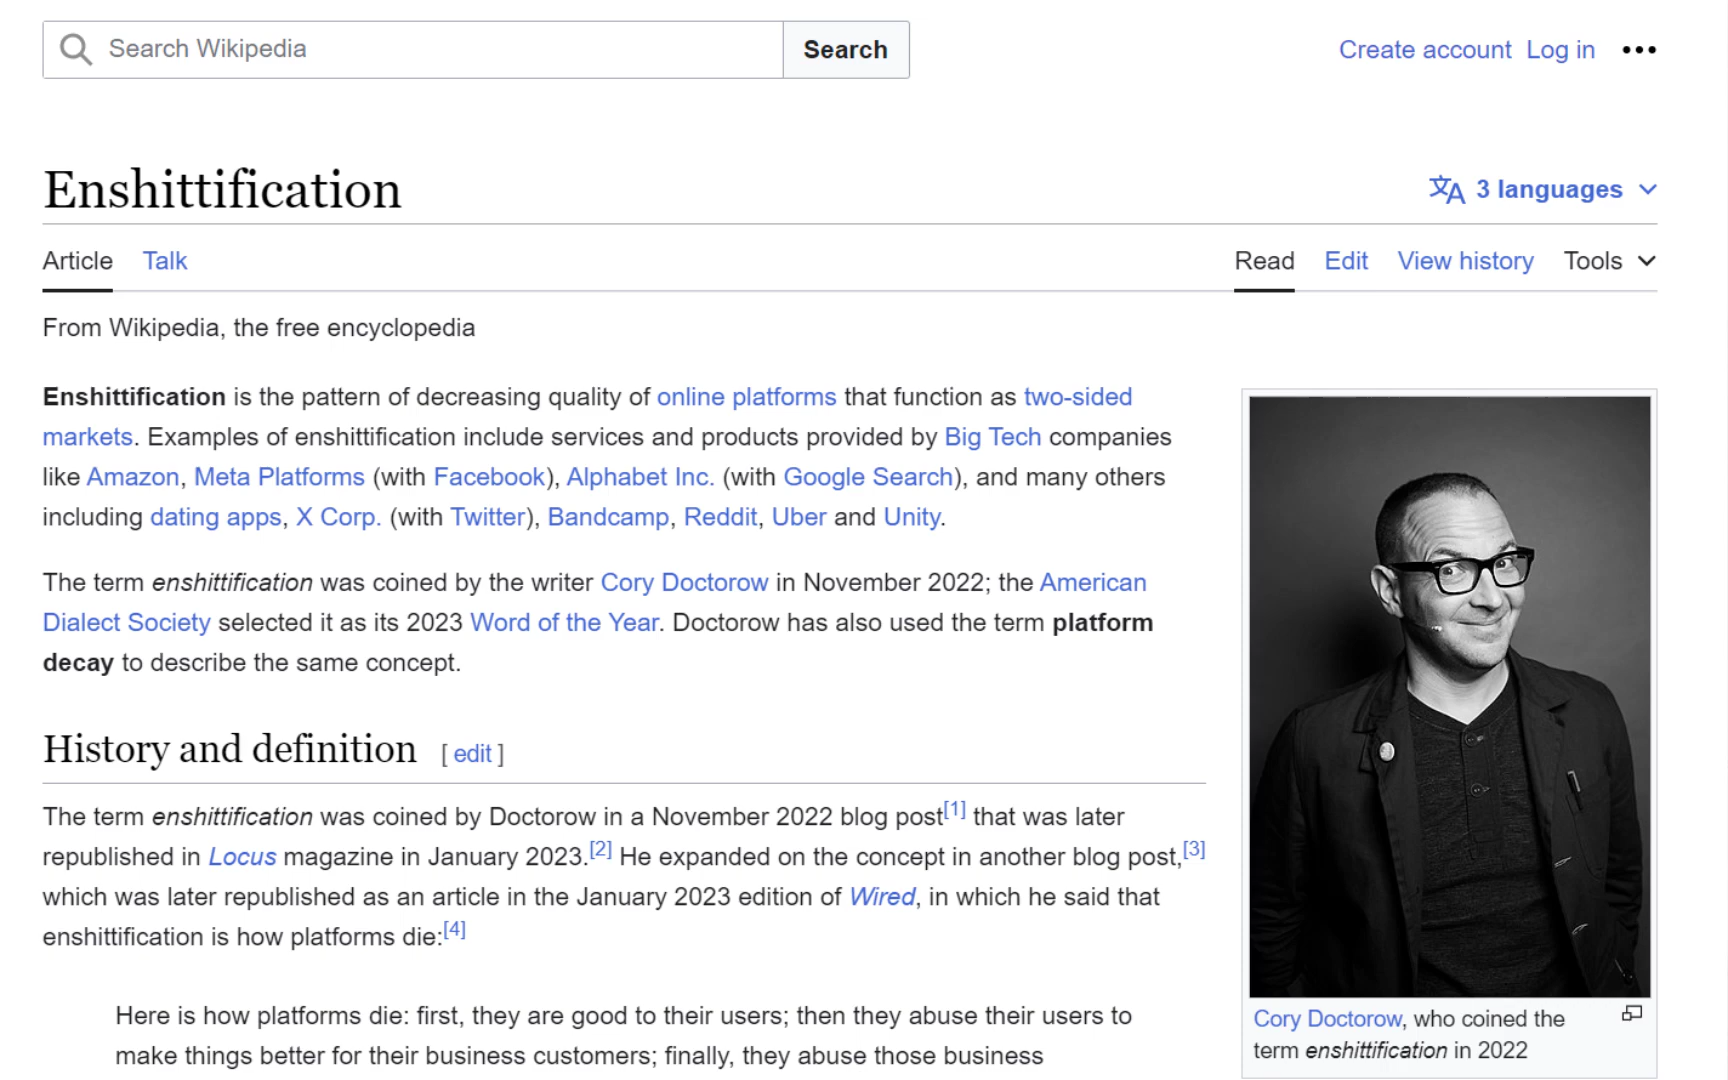 Search Wikipedia
Search
Create account Log in
Enshittification
3 languages
Article Talk
Read Edit View history Tools
From Wikipedia, the free encyclopedia
Enshittification is the pattern of decreasing quality of online platforms that function as two-sided
markets. Examples of enshittification include services and products provided by Big Tech companies
like Amazon, Meta Platforms (with Facebook), Alphabet Inc. (with Google Search), and many others
including dating apps, X Corp. (with Twitter), Bandcamp, Reddit, Uber and Unity.
The term enshittification was coined by the writer Cory Doctorow in November 2022; the American
Dialect Society selected it as its 2023 Word of the Year. Doctorow has also used the term platform
decay to describe the same concept.
History and definition [ edit ]
The term enshittification was coined by Doctorow in a November 2022 blog post[1] that was later
republished in Locus magazine in January 2023.[2] He expanded on the concept in another blog post,[3]
which was later republished as an article in the January 2023 edition of Wired, in which he said that
enshittification is how platforms die:[4]
Here is how platforms die: first, they are good to their users; then they abuse their users to
make things better for their business customers; finally, they abuse those business
Cory Doctorow, who coined the
term enshittification in 2022